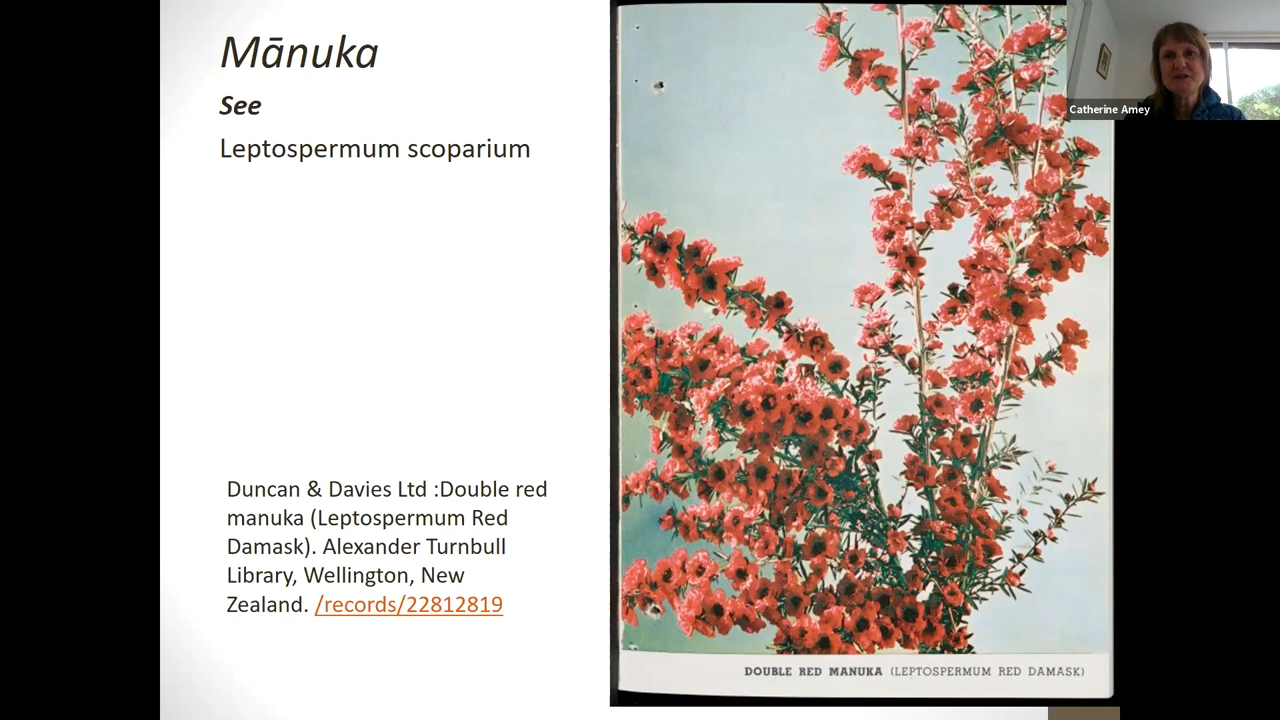 Mānuka
See
Leptospermum scoparium
Duncan & Davies Ltd :Double red
manuka (Leptospermum Red
Damask). Alexander Turnbull
Library, Wellington, New
Zealand. /records/22812819
DOUBLE RED MANUKA (LEPTOSPERMUM RED DAMASK)
Catherine Amey